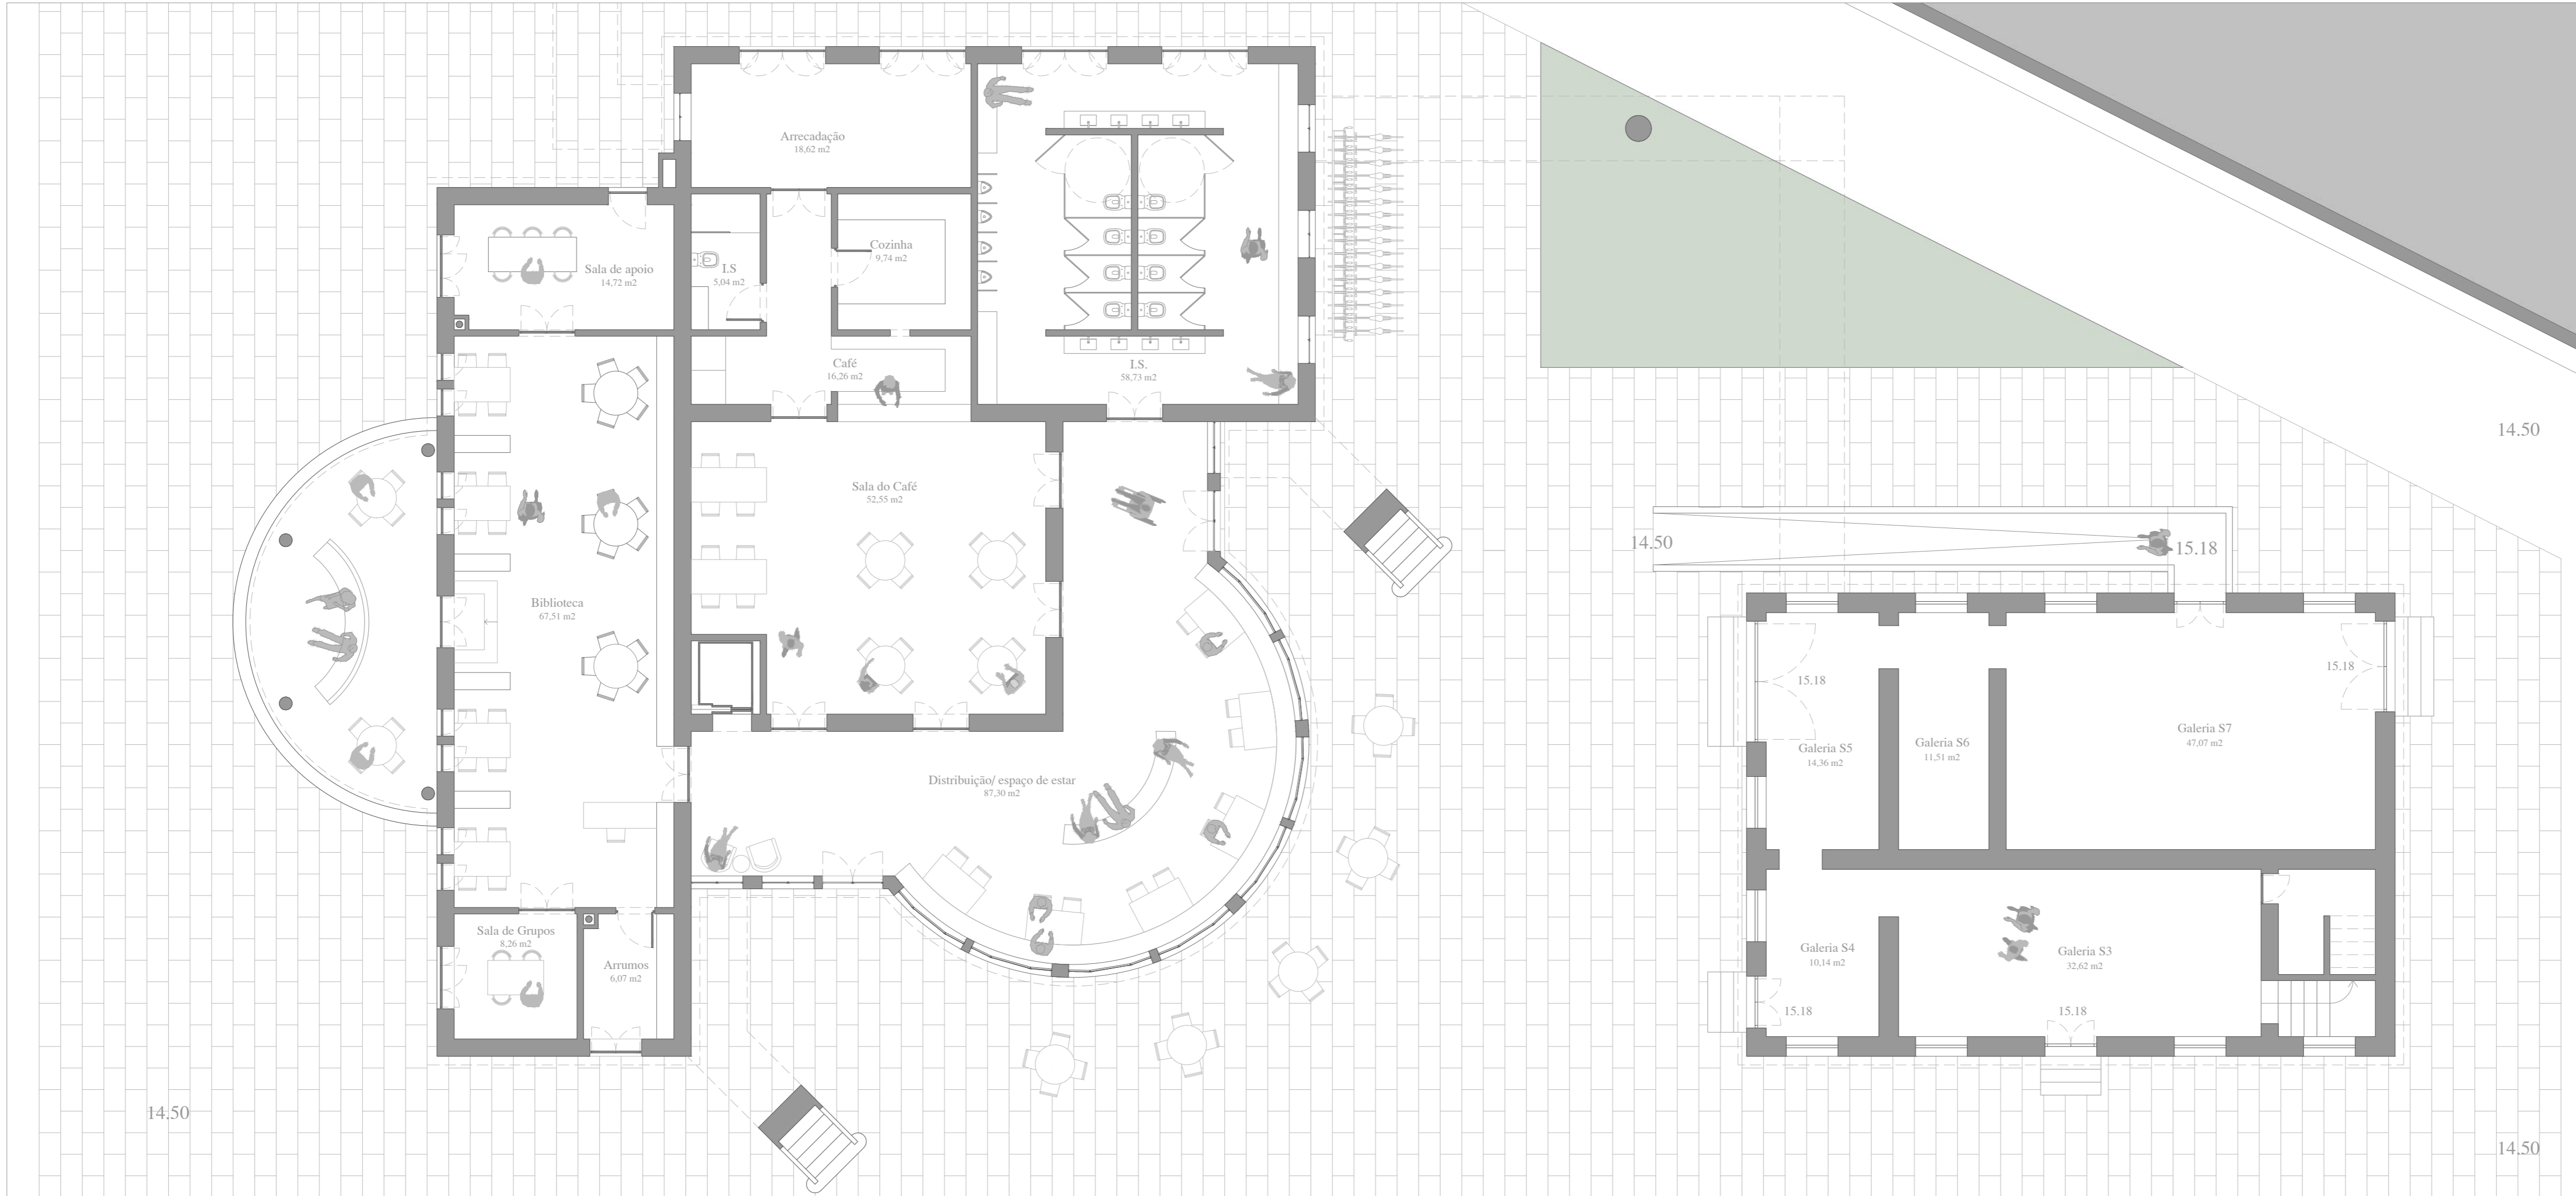 Arrecadação
18,62 m2
Cozinha
9,74 m2
Sala de apoio
14,72 m2
LS
5,04 m2
Café
16,26 m2
LS.
58,73 m2
14.50
Sala do Café
52,55 m2
14.50
15.18
Biblioteca
67,51 m2
15.18
15.18
Galeria S7
47,07 m2
Galeria S6
11,51 m2
Galeria S5
14,36 m2
Distribuição/ espaço de estar
87,30 m2
Sala de Grupos
8,26 m2
Arrumos
6,07 m2
Galeria S4
10,14 m2
Galeria S3
32,62 m2
15.18
15.18
14.50
14.50